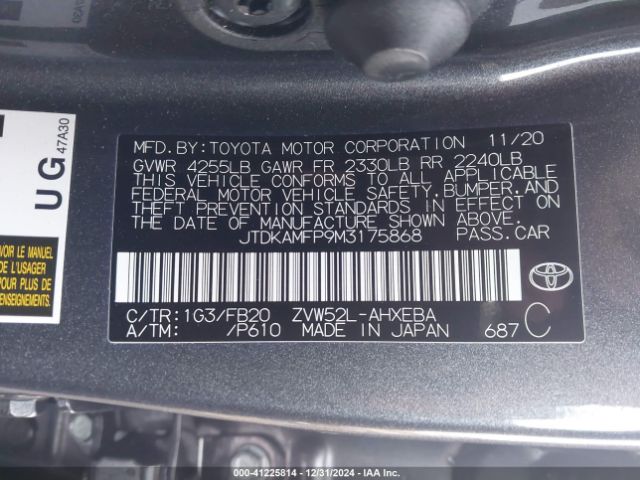 UG 47A30
VOIR LE MANUEL
DE L'USAGER
POUR PLUS DE
RENSEIGNEMENTS.
MFD.BY:TOYOTA MOTOR CORPORATION 11/20
GVWR 4255LB GAWR FR 2330LB RR 2240LB
THIS VEHICLE CONFORMS TO ALL APPLICABLE
FEDERAL MOTOR VEHICLE SAFETY, BUMPER, AND
THEFT PREVENTION STANDARDS IN EFFECT ON
THE DATE OF MANUFACTURE SHOWN ABOVE.
JTDKAMFP9M3175868 PASS.CAR
TOYOTA
C/TR:1G3/FB20 ZVW52L-AHXEBA
A/TM: /P610 MADE IN JAPAN 687 C
000-41225814 - 12/31/2024 - IAA Inc.